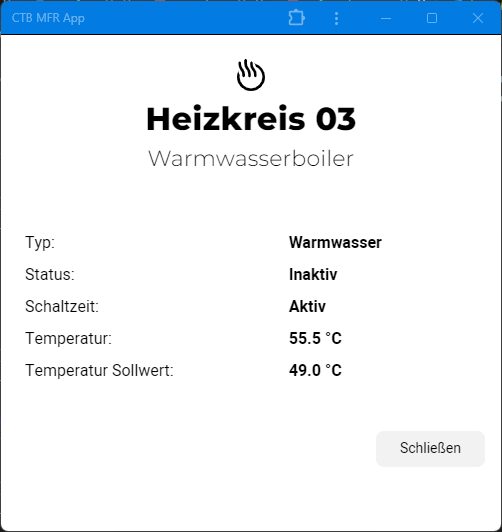 CTB MFR App
Heizkreis 03
Warmwasserboiler
Typ: Warmwasser
Status: Inaktiv
Schaltzeit: Aktiv
Temperatur: 55.5 °C
Temperatur Sollwert: 49.0 °C
Schließen